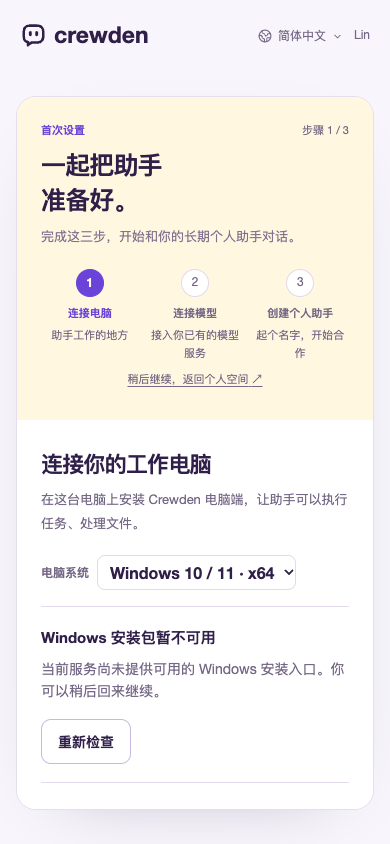 crewden
简体中文
Lin
首次设置
步骤 1 / 3
一起把助手
准备好。
完成这三步，开始和你的长期个人助手对话。
1
2
3
连接电脑
连接模型
创建个人助手
助手工作的地方
接入你已有的模型
服务
起个名字，开始合
作
稍后继续，返回个人空间 ↗
连接你的工作电脑
在这台电脑上安装 Crewden 电脑端，让助手可以执行
任务、处理文件。
电脑系统
Windows 10 / 11 · x64
Windows 安装包暂不可用
当前服务尚未提供可用的 Windows 安装入口。你
可以稍后回来继续。
重新检查